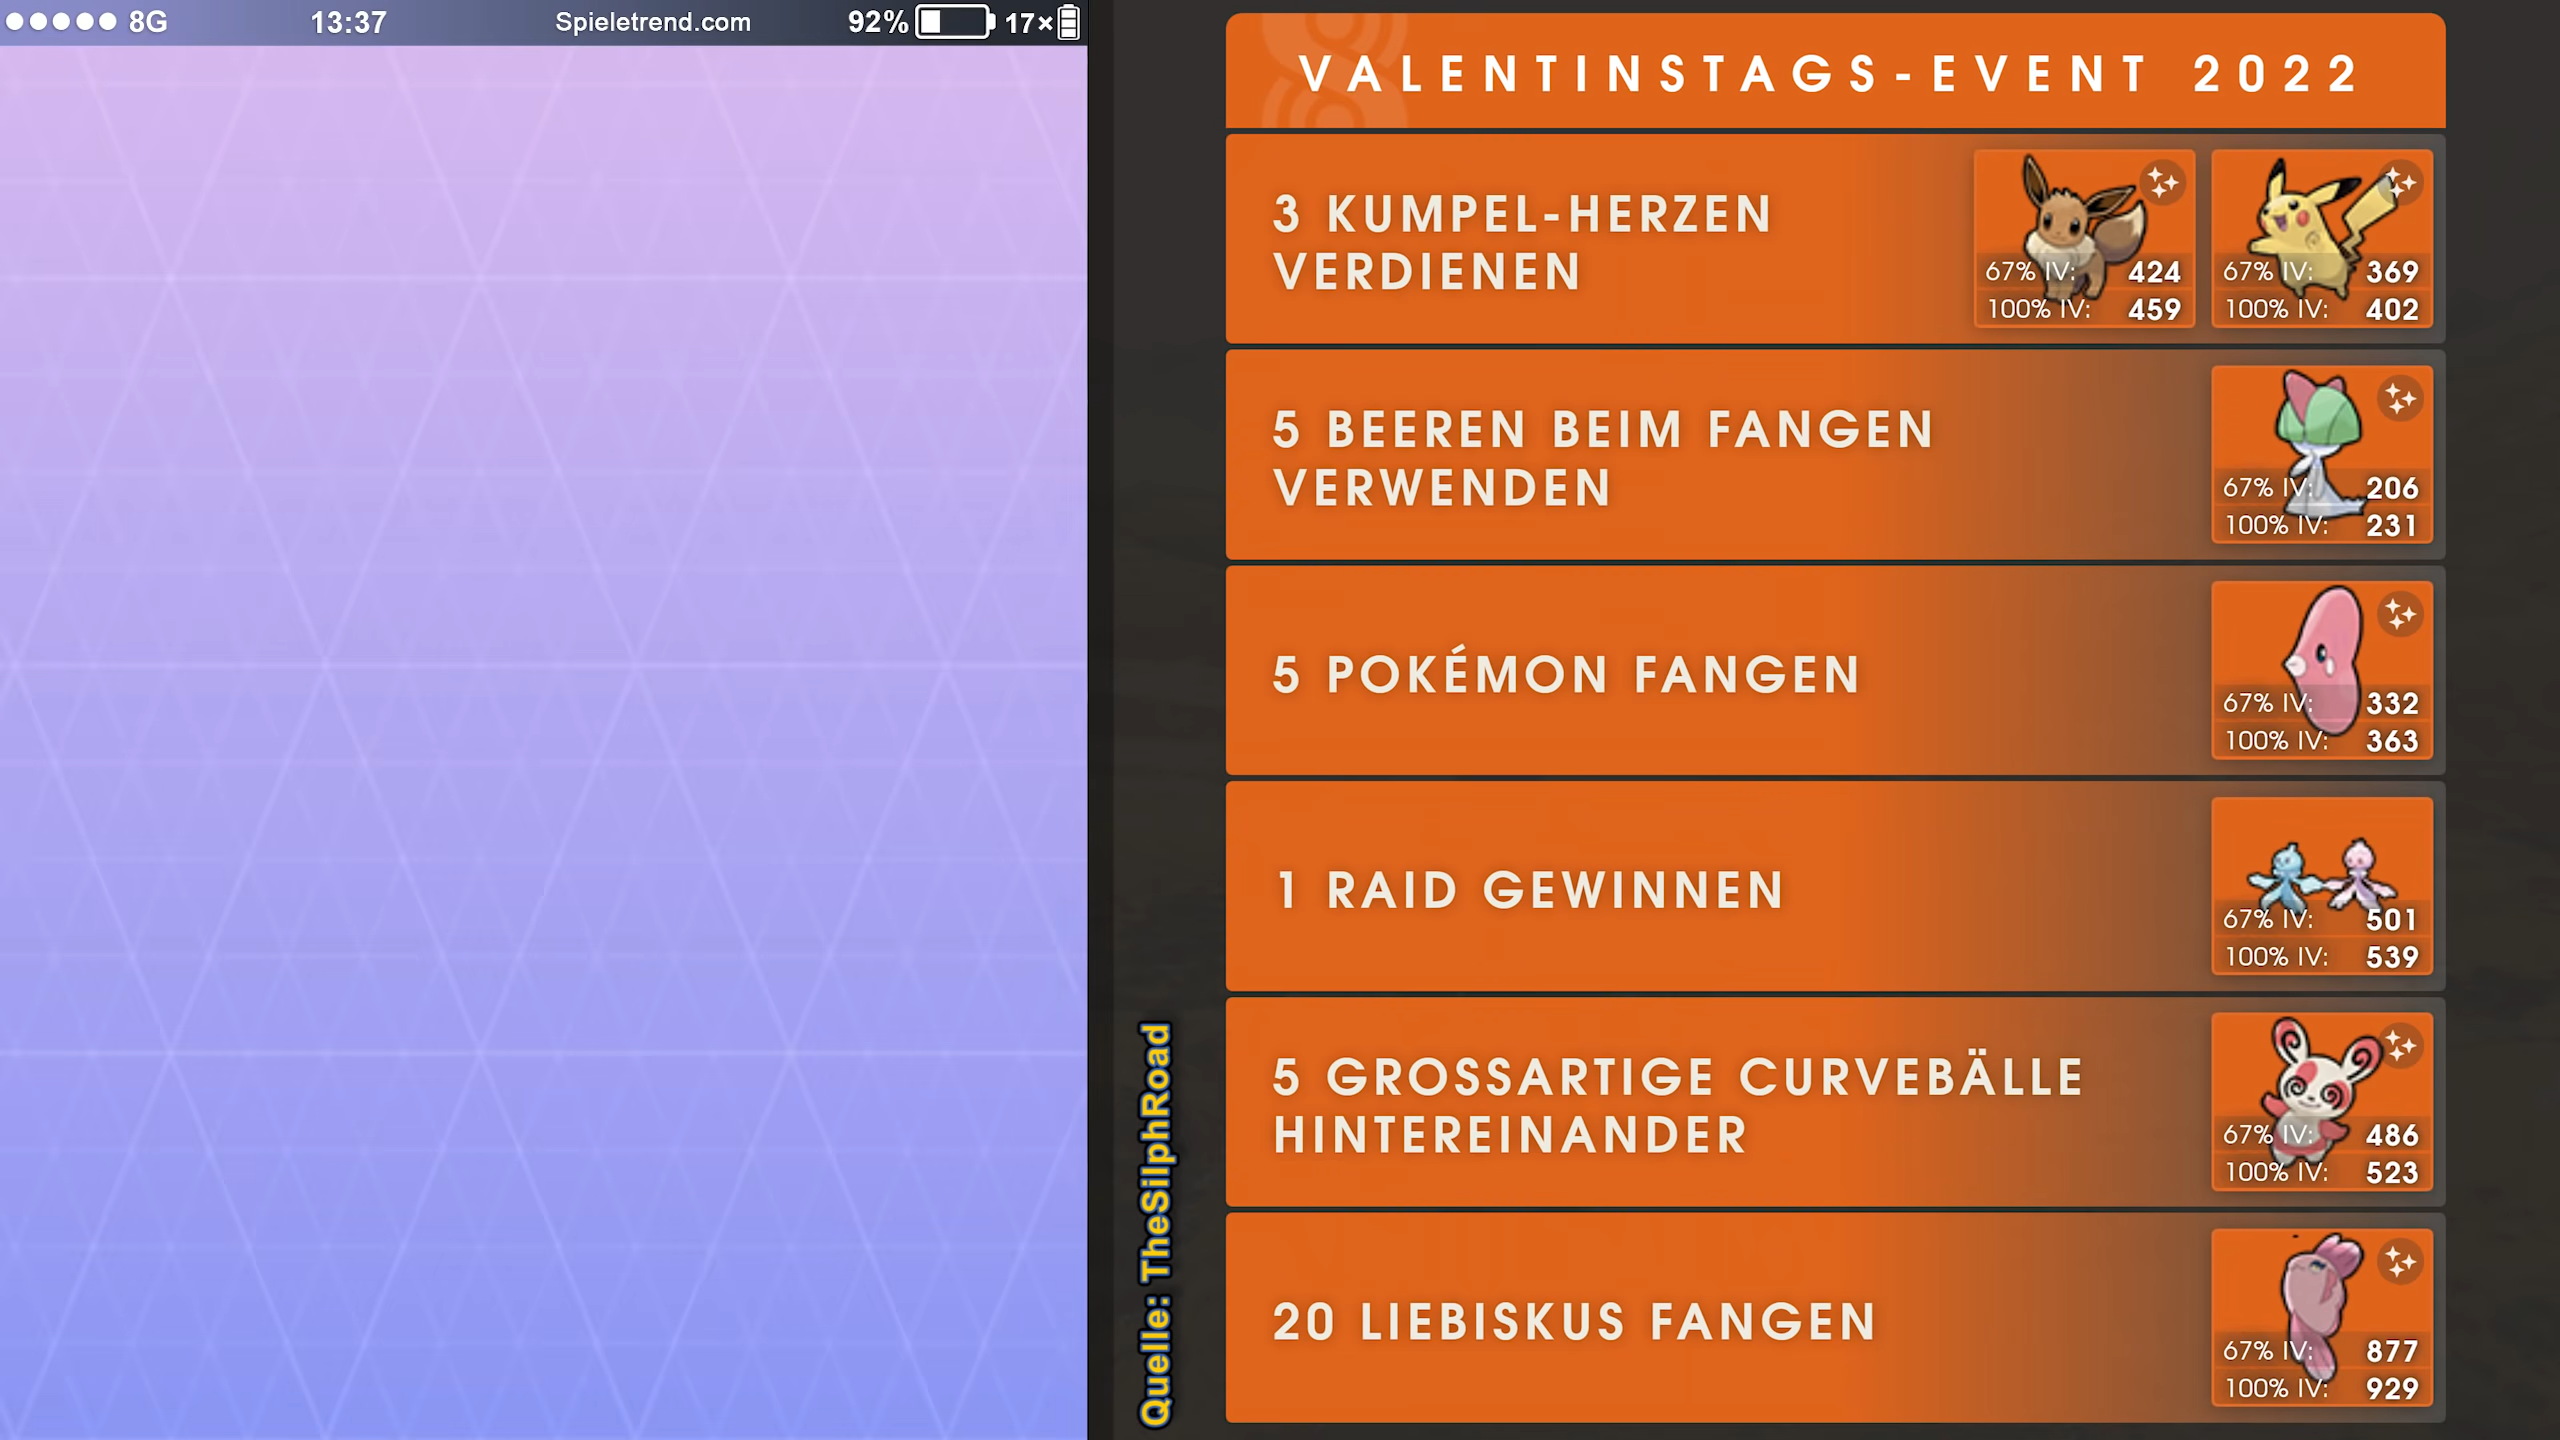 8G 13:37 Spieletrend.com 92% 17×
VALENTINSTAGS-EVENT 2022
3 KUMPEL-HERZEN
VERDIENEN
67% IV: 424
100% IV: 459
67% IV: 369
100% IV: 402
5 BEEREN BEIM FANGEN
VERWENDEN
67% IV: 206
100% IV: 231
5 POKÉMON FANGEN
67% IV: 332
100% IV: 363
1 RAID GEWINNEN
67% IV: 501
100% IV: 539
5 GROSSARTIGE CURVEBÄLLE
HINTEREINANDER
67% IV: 486
100% IV: 523
20 LIEBISKUS FANGEN
67% IV: 877
100% IV: 929
Quelle: TheSilphRoad